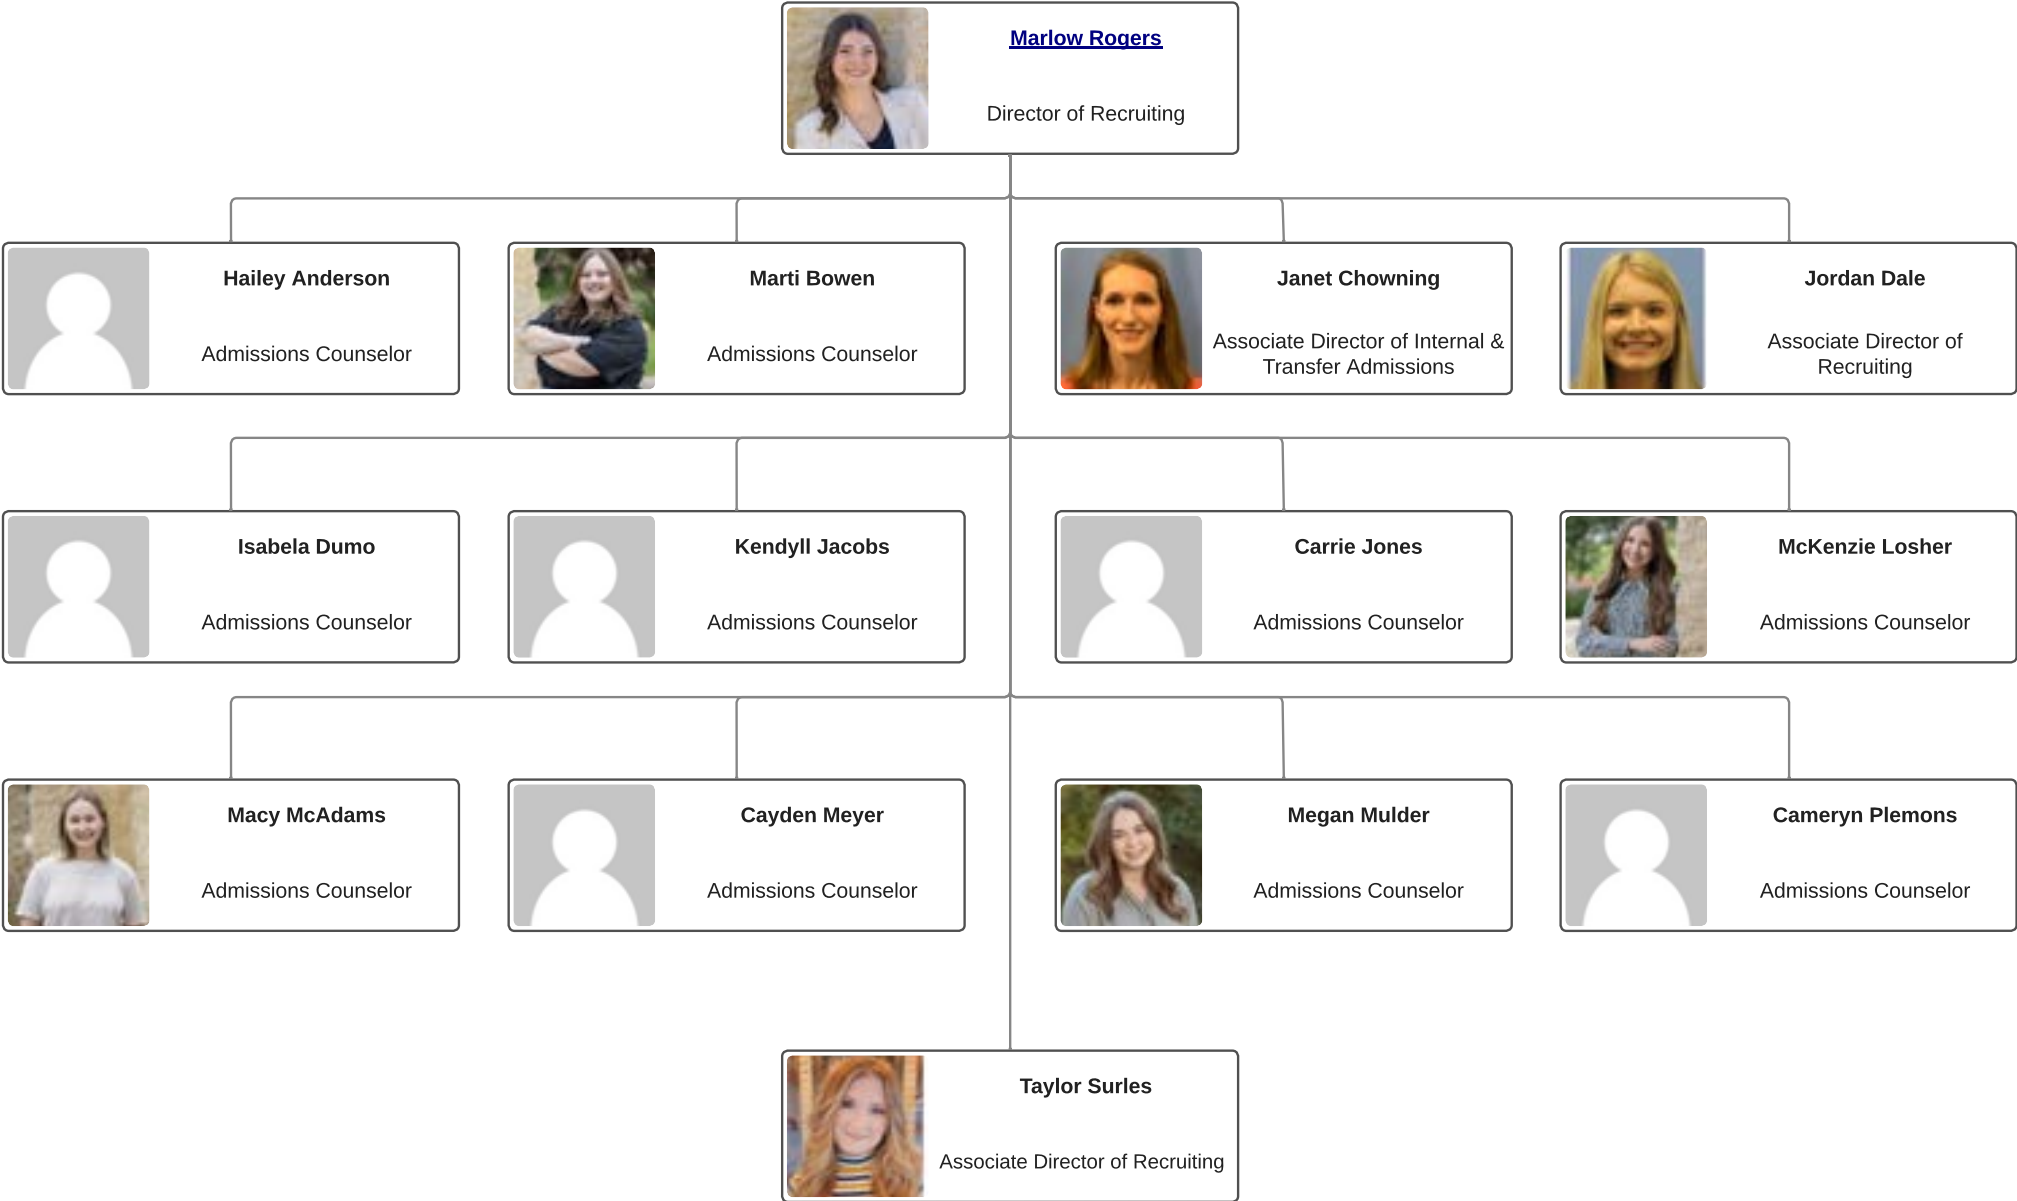 Marlow Rogers
Director of Recruiting
Hailey Anderson
Admissions Counselor
Marti Bowen
Admissions Counselor
Janet Chowning
Associate Director of Internal &
Transfer Admissions
Jordan Dale
Associate Director of
Recruiting
Isabela Dumo
Admissions Counselor
Kendyll Jacobs
Admissions Counselor
Carrie Jones
Admissions Counselor
McKenzie Losher
Admissions Counselor
Macy McAdams
Admissions Counselor
Cayden Meyer
Admissions Counselor
Megan Mulder
Admissions Counselor
Cameryn Plemons
Admissions Counselor
Taylor Surles
Associate Director of Recruiting